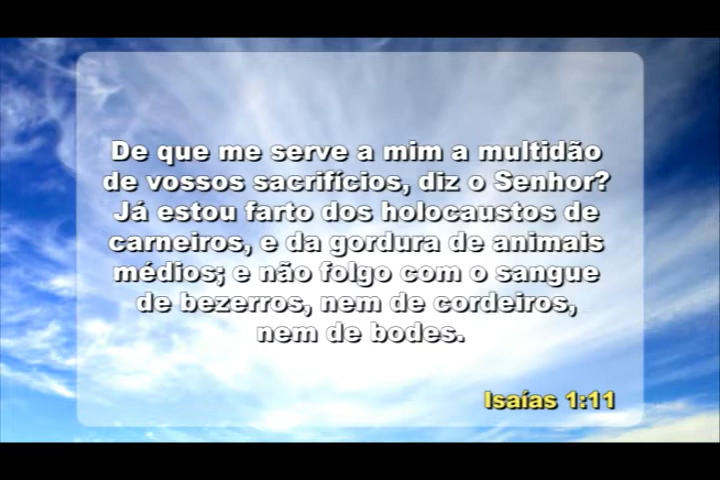 De que me serve a mim a multidão
de vossos sacrifícios, diz o Senhor?
Já estou farto dos holocaustos de
carneiros, e da gordura de animais
médios; e não folgo com o sangue
de bezerros, nem de cordeiros,
nem de bodes.
Isaías 1:11